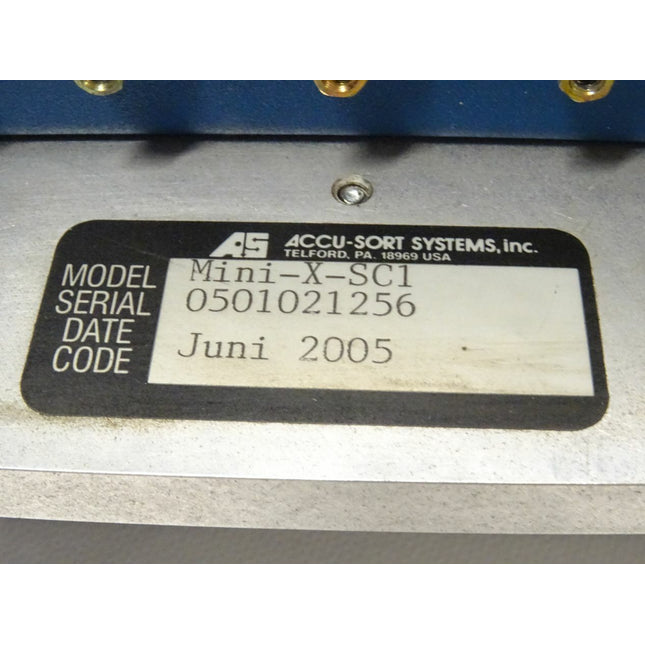 AS ACCU-SORT SYSTEMS, inc.
TELFORD, PA. 18969 USA
MODEL Mini-X-SC1
SERIAL 0501021256
DATE
CODE Juni 2005